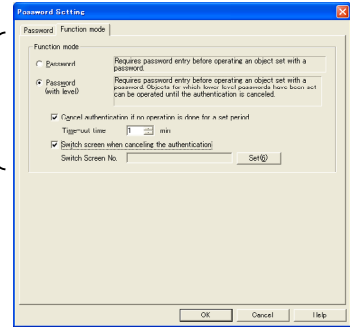 Password Setting
Password Function mode
Function mode
Password
Requires password entry before operating an object set with a
password.
Password
(with level)
Requires password entry before operating an object set with a
password. Objects for which lower level passwords have been set
can be operated until the authentication is canceled.
Cancel authentication if no operation is done for a set period
Time-out time 1 min
Switch screen when canceling the authentication
Switch Screen No. Set(S)
OK Cancel Help